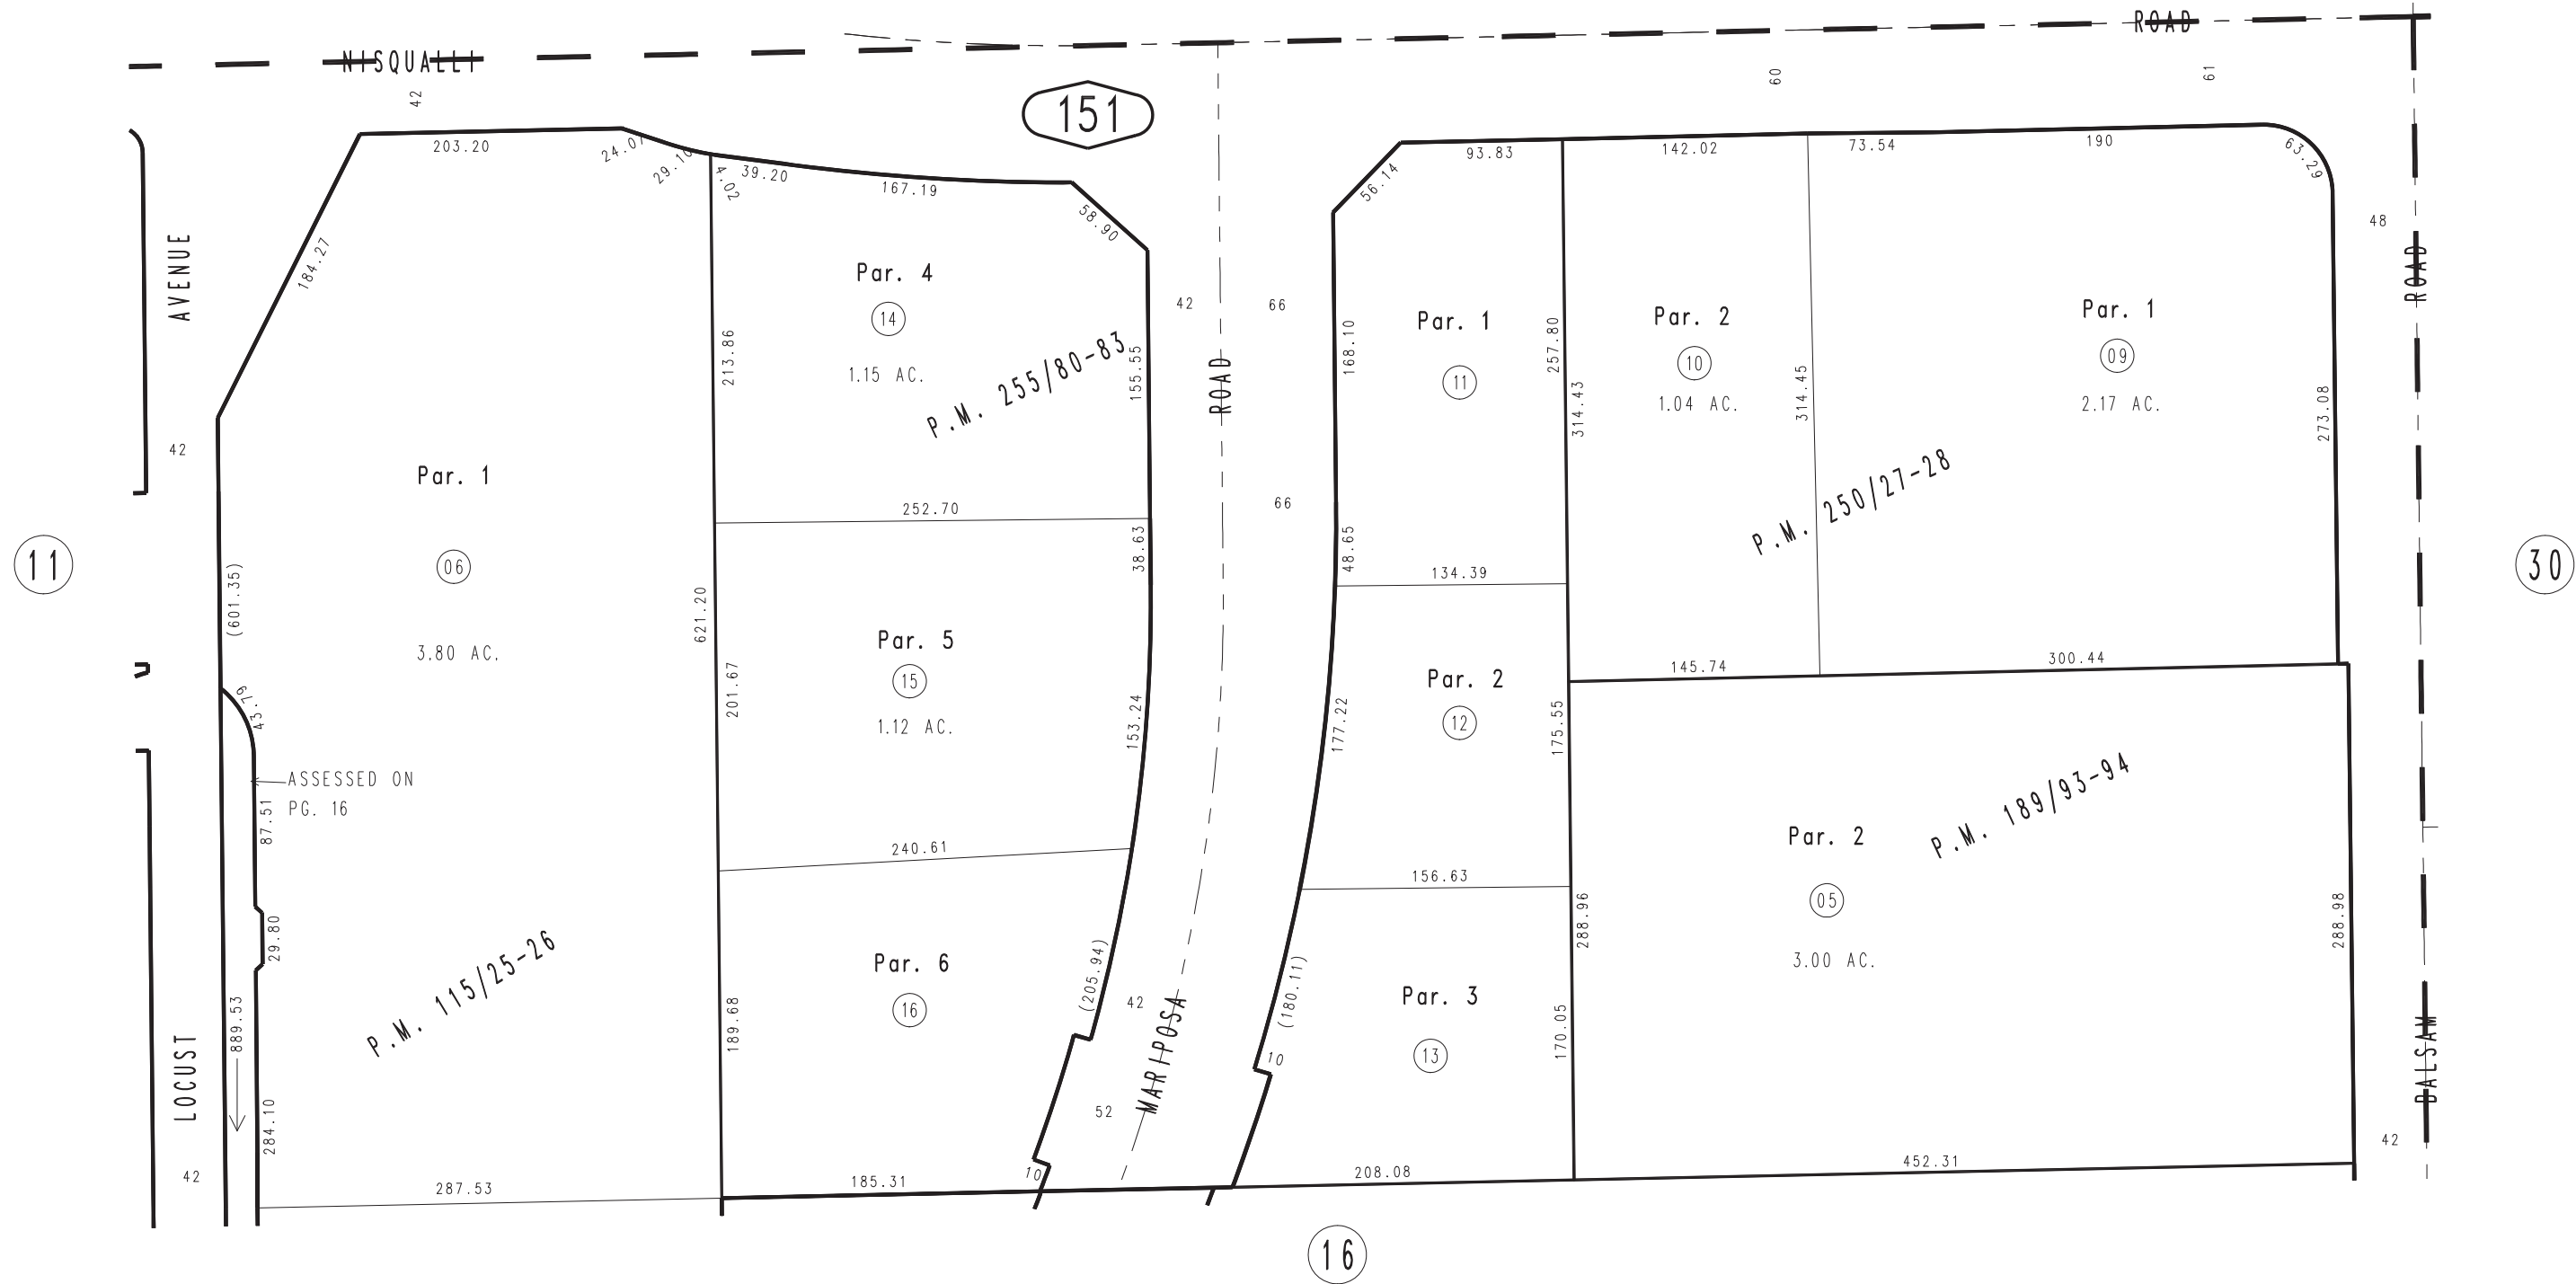 NISQUALLI
ROAD
42
151
60
61
203.20
24.07
29.10
4.02
39.20
167.19
58.90
56.14
93.83
142.02
73.54
190
63.29
48
AVENUE
184.27
42
Par. 4
14
1.15 AC.
213.86
155.55
P.M. 255/80-83
252.70
42
66
ROAD
66
168.10
Par. 1
11
257.80
314.43
Par. 2
10
1.04 AC.
314.45
Par. 1
09
2.17 AC.
273.08
ROAD
P.M. 250/27-28
11
Par. 1
06
3.80 AC.
(601.35)
621.20
38.63
48.65
134.39
30
Par. 5
15
1.12 AC.
201.67
153.24
240.61
177.22
Par. 2
12
175.55
156.63
145.74
300.44
43.79
ASSESSED ON
PG. 16
87.51
29.80
P.M. 115/25-26
889.53
284.10
LOCUST
42
287.53
Par. 6
16
189.68
(205.94)
42
MARIPOSA
52
10
185.31
(180.11)
10
Par. 3
13
170.05
208.08
288.96
Par. 2
05
3.00 AC.
P.M. 189/93-94
288.98
452.31
BALSAM
42
16